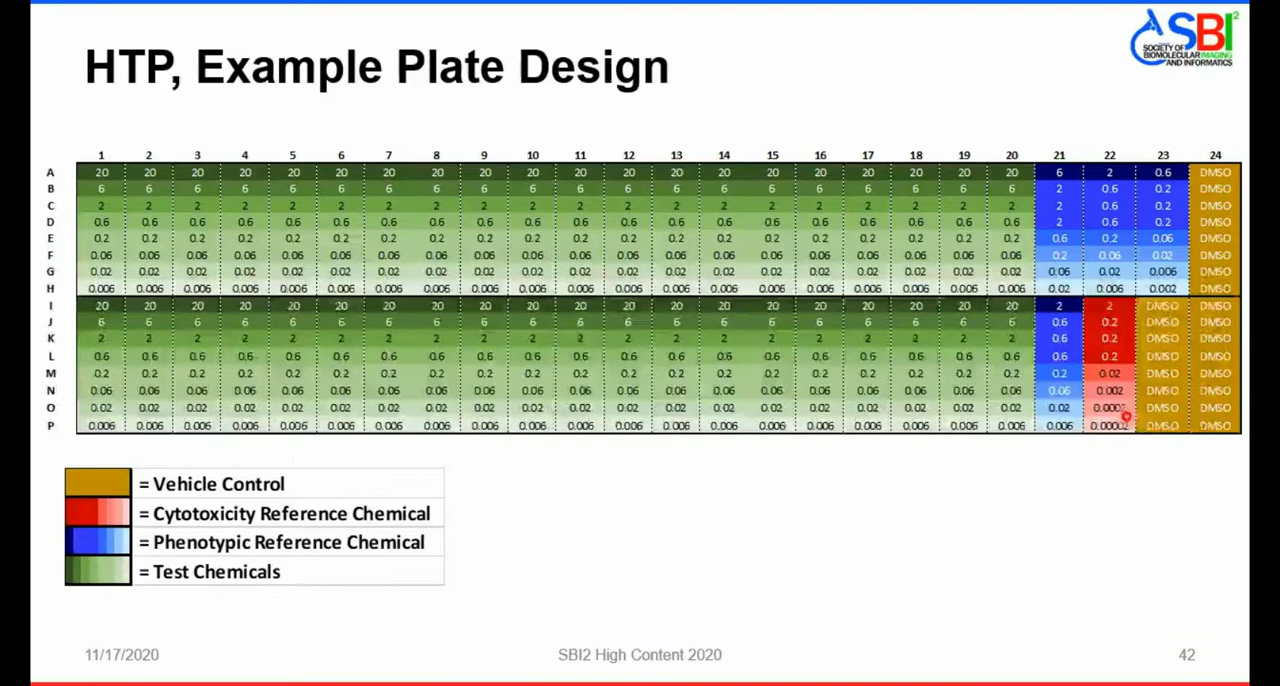 SBI2
SOCIETY OF
BIOMOLECULAR IMAGING
AND INFORMATICS
HTP, Example Plate Design
1 2 3 4 5 6 7 8 9 10 11 12 13 14 15 16 17 18 19 20 21 22 23 24
A 20 20 20 20 20 20 20 20 20 20 20 20 20 20 20 20 20 20 20 20 6 2 0.6 DMSO
B 6 6 6 6 6 6 6 6 6 6 6 6 6 6 6 6 6 6 6 6 2 0.6 0.2 DMSO
C 2 2 2 2 2 2 2 2 2 2 2 2 2 2 2 2 2 2 2 2 2 0.6 0.2 DMSO
D 0.6 0.6 0.6 0.6 0.6 0.6 0.6 0.6 0.6 0.6 0.6 0.6 0.6 0.6 0.6 0.6 0.6 0.6 0.6 0.6 2 0.6 0.2 DMSO
E 0.2 0.2 0.2 0.2 0.2 0.2 0.2 0.2 0.2 0.2 0.2 0.2 0.2 0.2 0.2 0.2 0.2 0.2 0.2 0.2 0.6 0.2 0.06 DMSO
F 0.06 0.06 0.06 0.06 0.06 0.06 0.06 0.06 0.06 0.06 0.06 0.06 0.06 0.06 0.06 0.06 0.06 0.06 0.06 0.06 0.2 0.06 0.02 DMSO
G 0.02 0.02 0.02 0.02 0.02 0.02 0.02 0.02 0.02 0.02 0.02 0.02 0.02 0.02 0.02 0.02 0.02 0.02 0.02 0.02 0.06 0.02 0.006 DMSO
H 0.006 0.006 0.006 0.006 0.006 0.006 0.006 0.006 0.006 0.006 0.006 0.006 0.006 0.006 0.006 0.006 0.006 0.006 0.006 0.006 0.02 0.006 0.002 DMSO
I 20 20 20 20 20 20 20 20 20 20 20 20 20 20 20 20 20 20 20 20 2 2 DMSO DMSO
J 6 6 6 6 6 6 6 6 6 6 6 6 6 6 6 6 6 6 6 6 0.6 0.2 DMSO DMSO
K 2 2 2 2 2 2 2 2 2 2 2 2 2 2 2 2 2 2 2 2 0.6 0.2 DMSO DMSO
L 0.6 0.6 0.6 0.6 0.6 0.6 0.6 0.6 0.6 0.6 0.6 0.6 0.6 0.6 0.6 0.6 0.6 0.6 0.6 0.6 0.6 0.2 DMSO DMSO
M 0.2 0.2 0.2 0.2 0.2 0.2 0.2 0.2 0.2 0.2 0.2 0.2 0.2 0.2 0.2 0.2 0.2 0.2 0.2 0.2 0.2 0.02 DMSO DMSO
N 0.06 0.06 0.06 0.06 0.06 0.06 0.06 0.06 0.06 0.06 0.06 0.06 0.06 0.06 0.06 0.06 0.06 0.06 0.06 0.06 0.06 0.002 DMSO DMSO
O 0.02 0.02 0.02 0.02 0.02 0.02 0.02 0.02 0.02 0.02 0.02 0.02 0.02 0.02 0.02 0.02 0.02 0.02 0.02 0.02 0.02 DMSO DMSO
P 0.006 0.006 0.006 0.006 0.006 0.006 0.006 0.006 0.006 0.006 0.006 0.006 0.006 0.006 0.006 0.006 0.006 0.006 0.006 0.006 0.006 0.00002 DMSO DMSO
= Vehicle Control
= Cytotoxicity Reference Chemical
= Phenotypic Reference Chemical
= Test Chemicals
11/17/2020
SBI2 High Content 2020
42